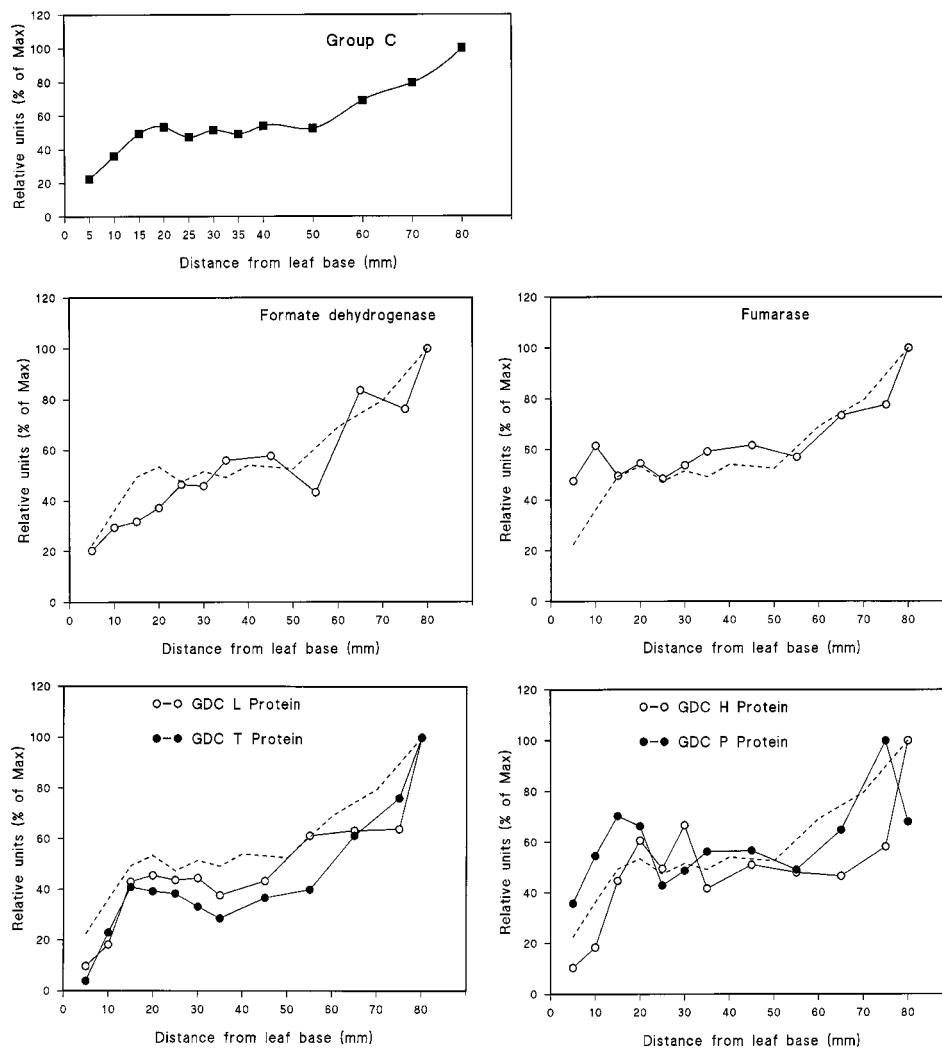 Group C
Relative units (% of Max)
120
100
80
60
40
20
0
0 5 10 15 20 25 30 35 40 50 60 70 80
Distance from leaf base (mm)
Formate dehydrogenase
Relative units (% of Max)
120
100
80
60
40
20
0
0 10 20 30 40 50 60 70 80
Distance from leaf base (mm)
Fumarase
Relative units (% of Max)
120
100
80
60
40
20
0
0 10 20 30 40 50 60 70 80
Distance from leaf base (mm)
GDC L Protein
GDC T Protein
Relative units (% of Max)
120
100
80
60
40
20
0
0 10 20 30 40 50 60 70 80
Distance from leaf base (mm)
GDC H Protein
GDC P Protein
Relative units (% of Max)
120
100
80
60
40
20
0
0 10 20 30 40 50 60 70 80
Distance from leaf base (mm)